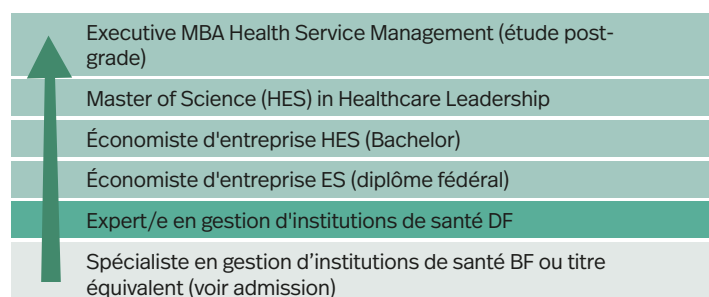 Executive MBA Health Service Management (étude post-
grade)
Master of Science (HES) in Healthcare Leadership
Économiste d'entreprise HES (Bachelor)
Économiste d'entreprise ES (diplôme fédéral)
Expert/e en gestion d'institutions de santé DF
Spécialiste en gestion d’institutions de santé BF ou titre
équivalent (voir admission)